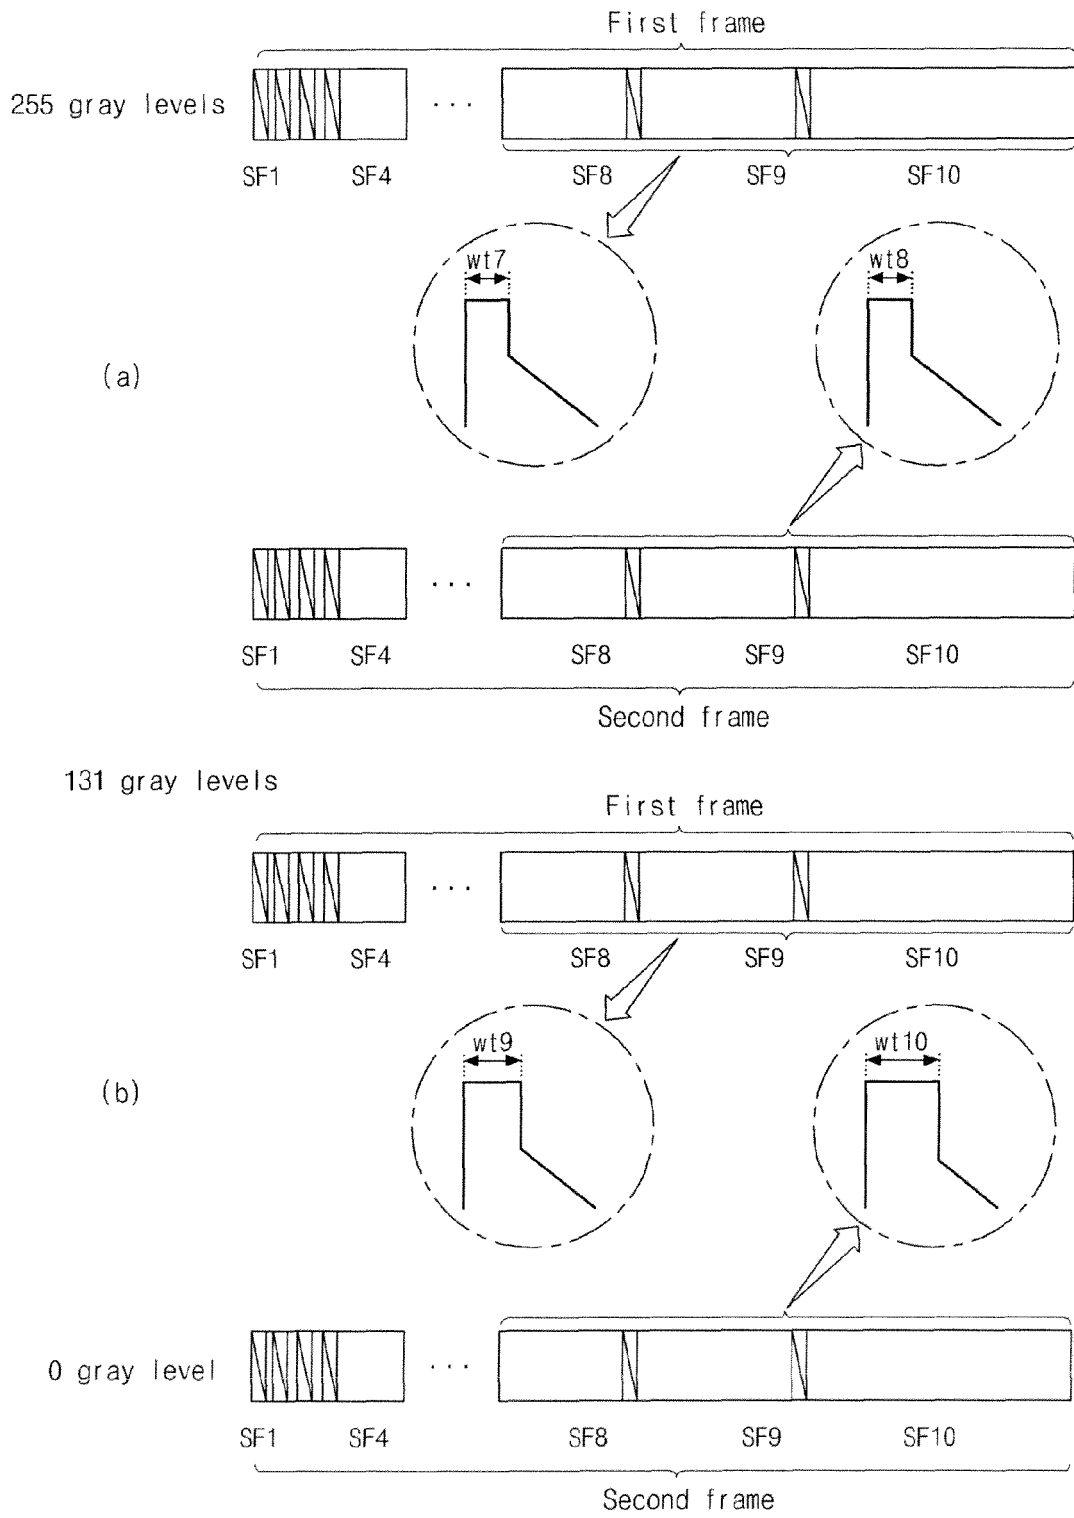 First frame
255 gray levels
. . .
SF1 SF4 SF8 SF9 SF10
wt7 wt8
(a)
. . .
SF1 SF4 SF8 SF9 SF10
Second frame
131 gray levels
First frame
. . .
SF1 SF4 SF8 SF9 SF10
wt9 wt10
(b)
0 gray level . . .
SF1 SF4 SF8 SF9 SF10
Second frame